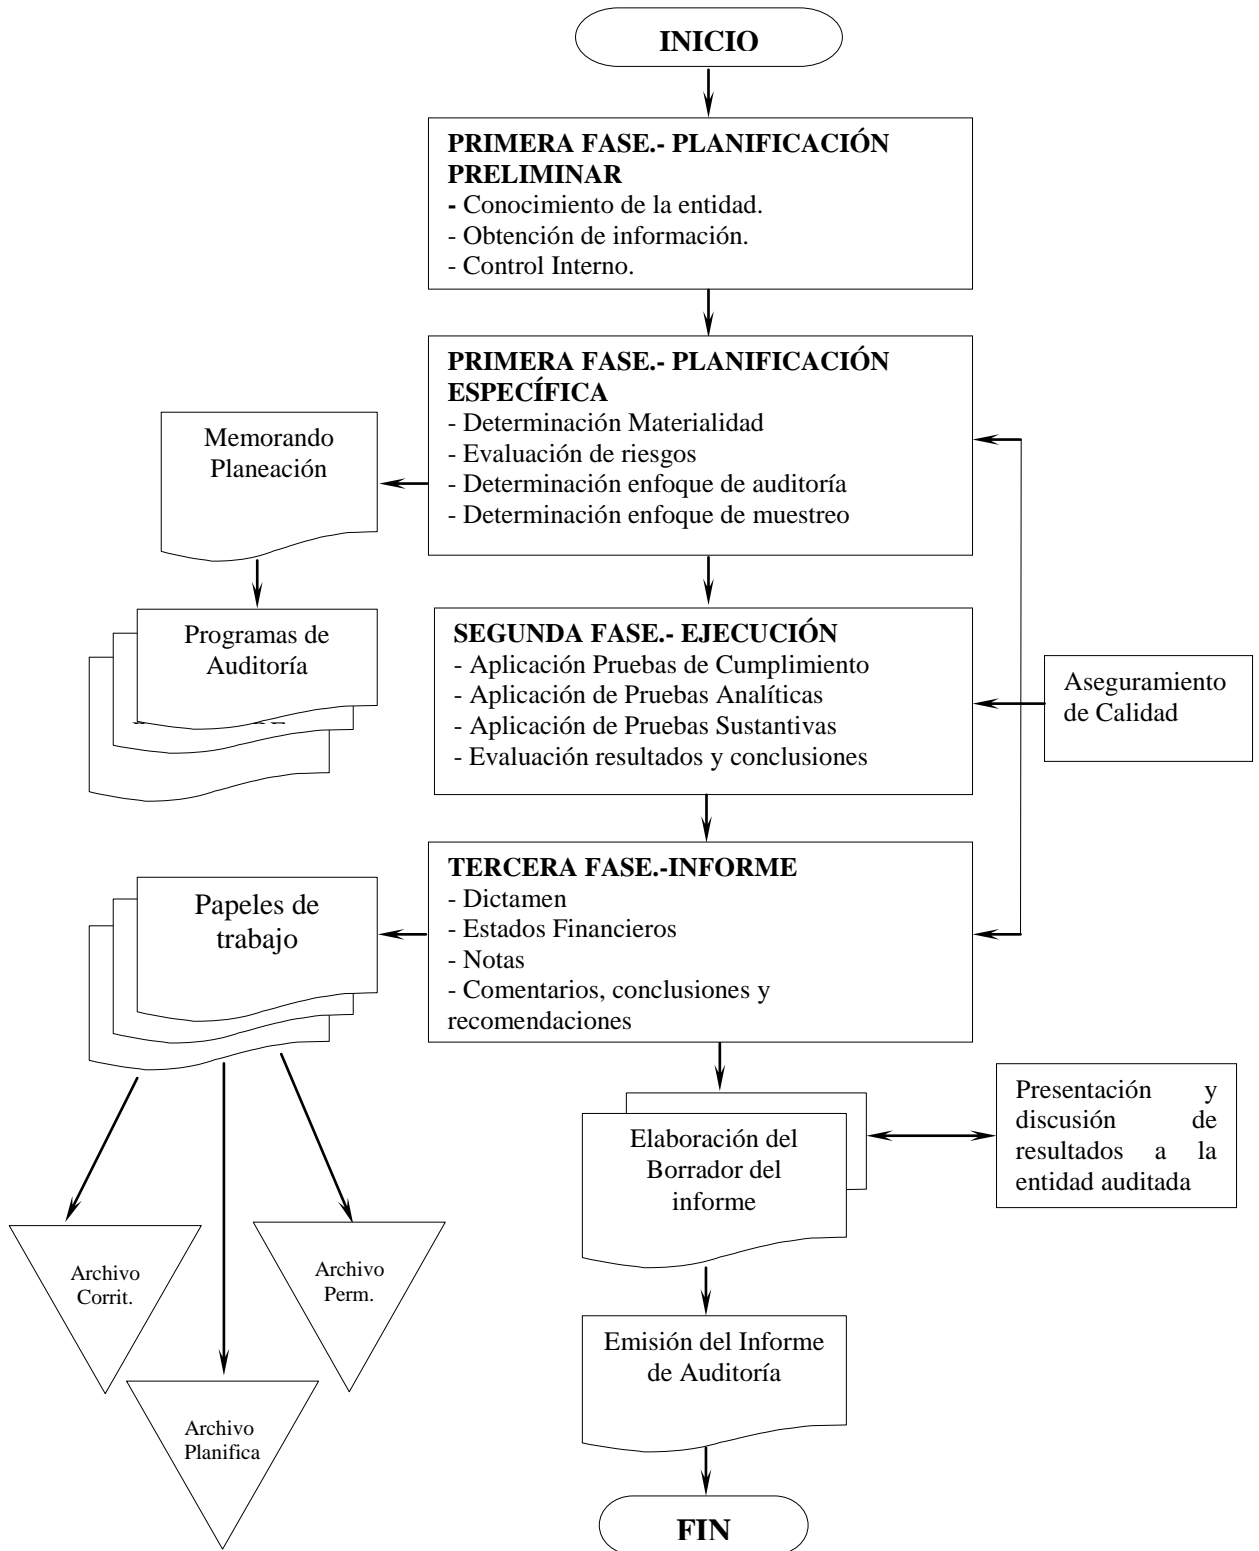 INICIO
PRIMERA FASE.- PLANIFICACIÓN
PRELIMINAR
- Conocimiento de la entidad.
- Obtención de información.
- Control Interno.
PRIMERA FASE.- PLANIFICACIÓN
ESPECÍFICA
- Determinación Materialidad
- Evaluación de riesgos
- Determinación enfoque de auditoría
- Determinación enfoque de muestreo
Memorando
Planeación
Programas de
Auditoría
SEGUNDA FASE.- EJECUCIÓN
- Aplicación Pruebas de Cumplimiento
- Aplicación de Pruebas Analíticas
- Aplicación de Pruebas Sustantivas
- Evaluación resultados y conclusiones
Aseguramiento
de Calidad
TERCERA FASE.-INFORME
- Dictamen
- Estados Financieros
- Notas
- Comentarios, conclusiones y
recomendaciones
Papeles de
trabajo
Elaboración del
Borrador del
informe
Presentación y
discusión de
resultados a la
entidad auditada
Archivo
Corrit.
Archivo
Perm.
Archivo
Planifica
Emisión del Informe
de Auditoría
FIN